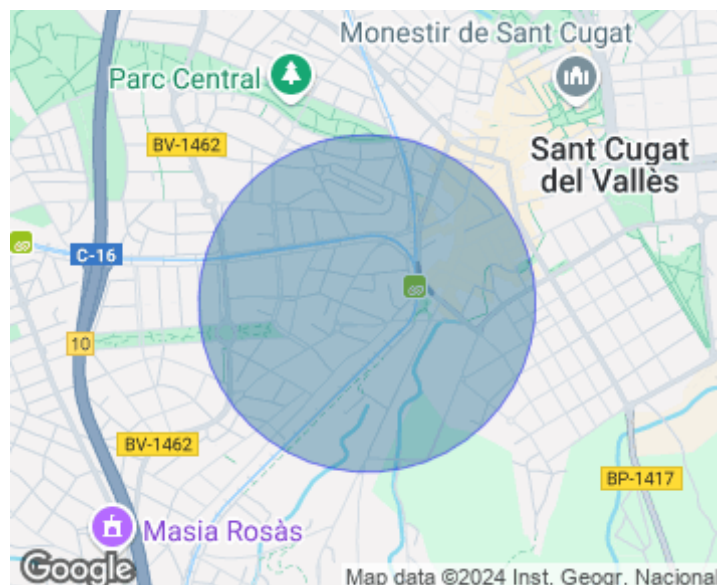 Monestir de Sant Cugat
Parc Central
BV-1462
Sant Cugat
del Vallès
C-16
10
BV-1462
BP-1417
Masia Rosàs
Google
Map data ©2024 Inst. Geogr. Nacional